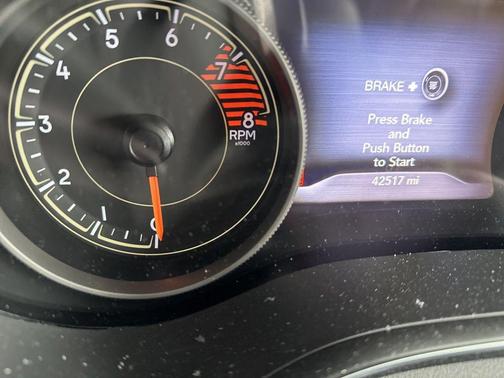 6
5
7
4
8
RPM
x1000
3
2
1
0
BRAKE +
Press Brake
and
Push Button
to Start
42517 mi